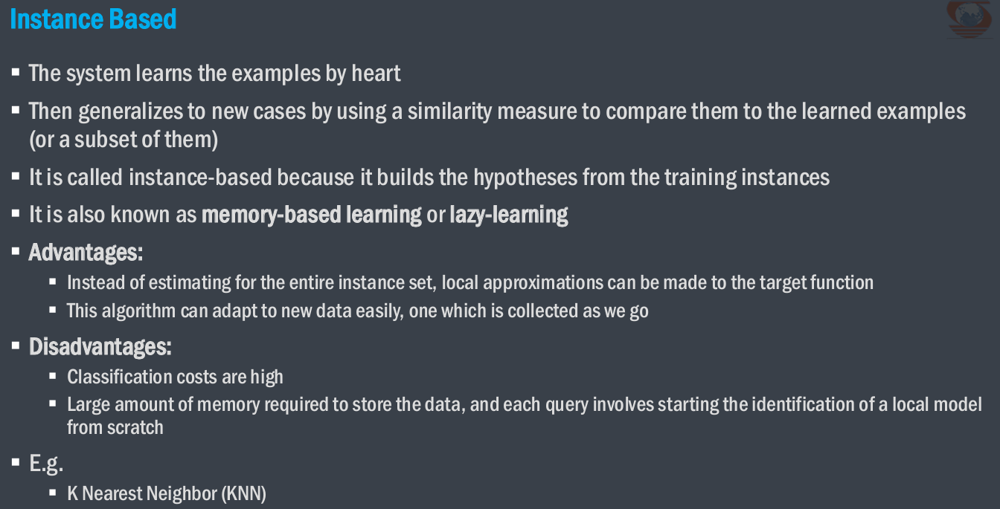 Instance Based
▪ The system learns the examples by heart
▪ Then generalizes to new cases by using a similarity measure to compare them to the learned examples
(or a subset of them)
▪ It is called instance-based because it builds the hypotheses from the training instances
▪ It is also known as memory-based learning or lazy-learning
▪ Advantages:
▪ Instead of estimating for the entire instance set, local approximations can be made to the target function
▪ This algorithm can adapt to new data easily, one which is collected as we go
▪ Disadvantages:
▪ Classification costs are high
▪ Large amount of memory required to store the data, and each query involves starting the identification of a local model
from scratch
▪ E.g.
▪ K Nearest Neighbor (KNN)